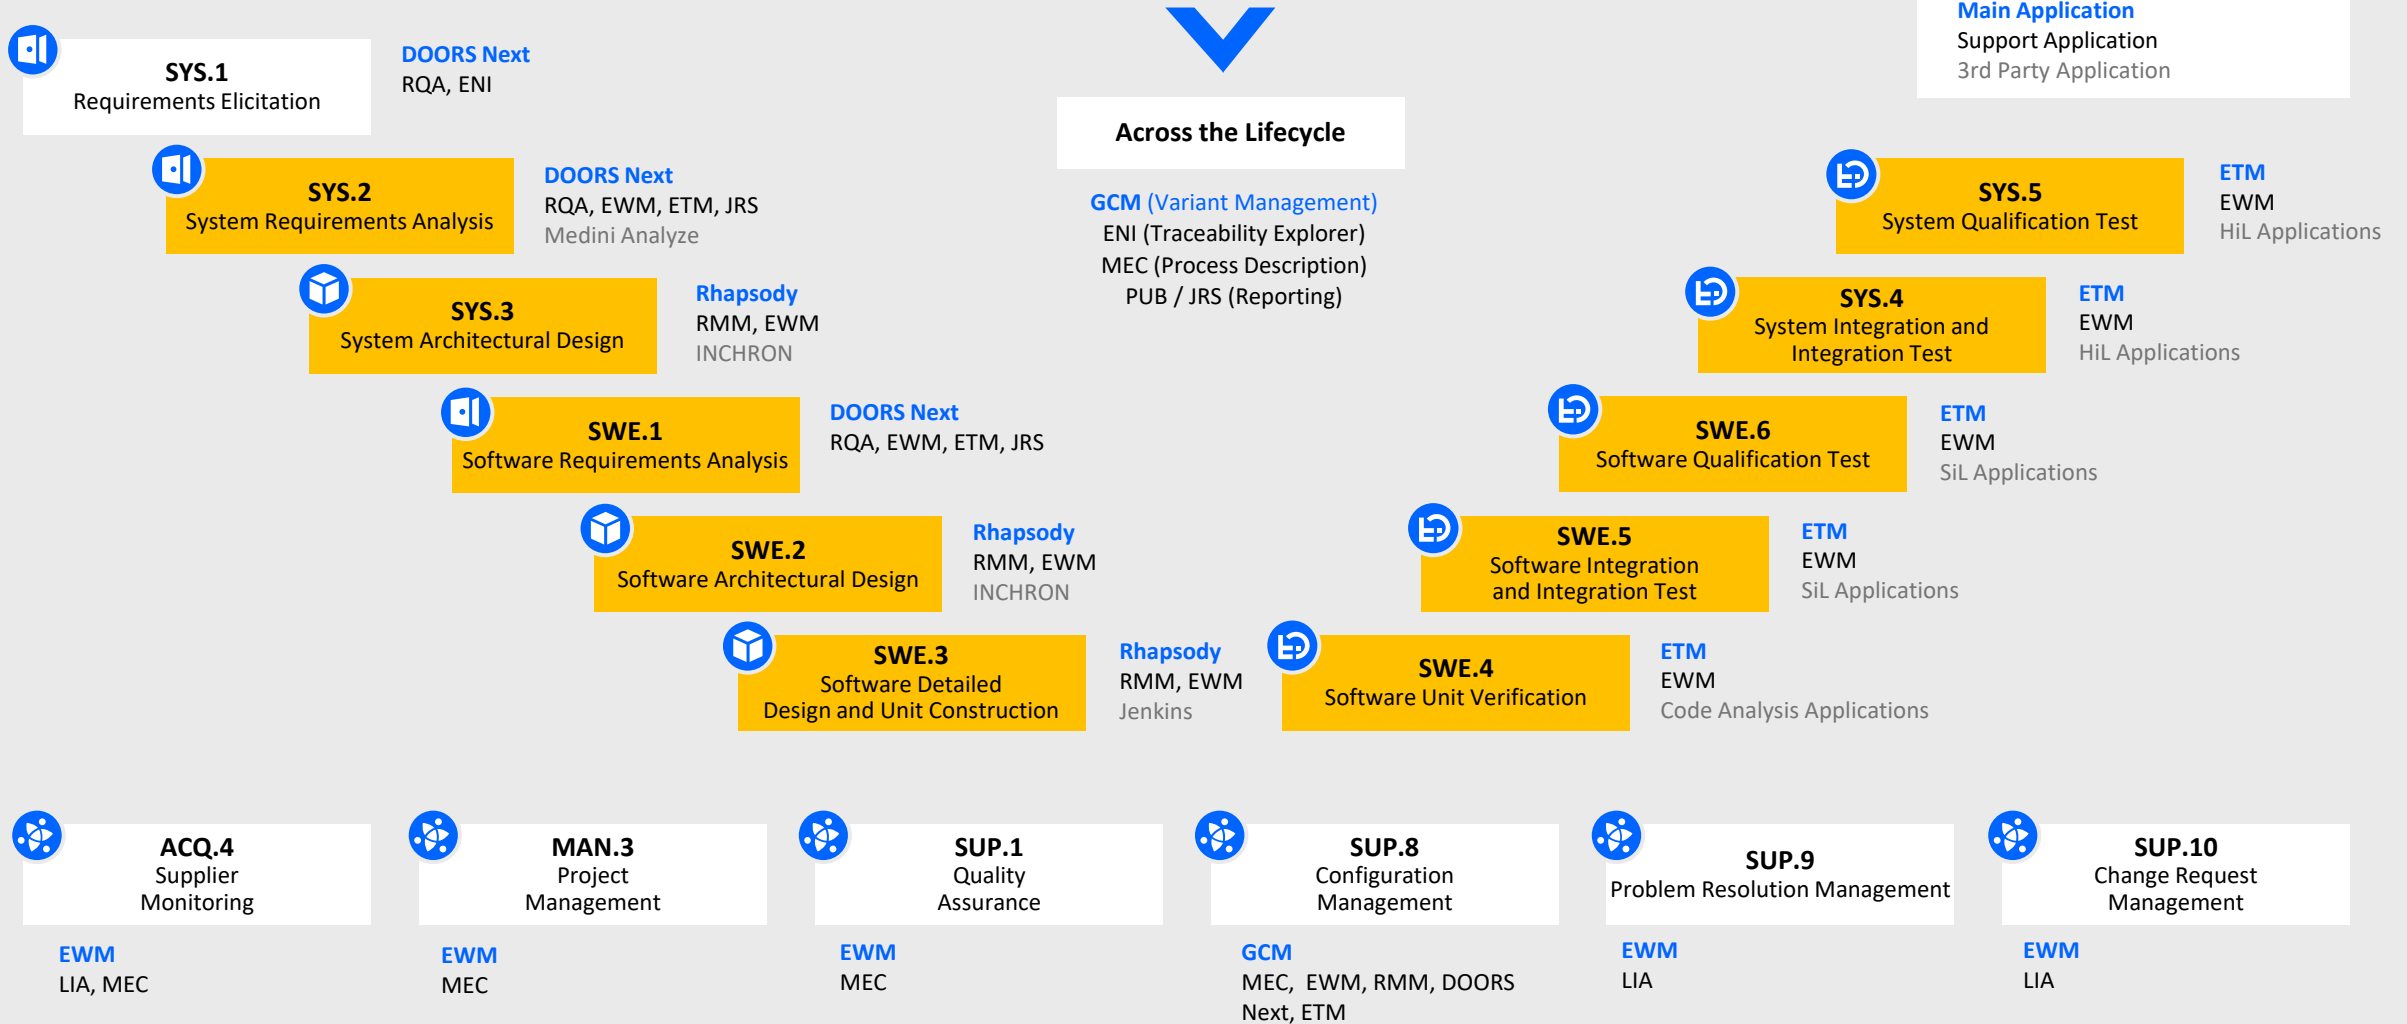 Main Application
Support Application
3rd Party Application
SYS.1
Requirements Elicitation
DOORS Next
RQA, ENI
Across the Lifecycle
GCM (Variant Management)
ENI (Traceability Explorer)
MEC (Process Description)
PUB / JRS (Reporting)
SYS.2
System Requirements Analysis
DOORS Next
RQA, EWM, ETM, JRS
Medini Analyze
SYS.5
System Qualification Test
ETM
EWM
HiL Applications
SYS.3
System Architectural Design
Rhapsody
RMM, EWM
INCHRON
SYS.4
System Integration and
Integration Test
ETM
EWM
HiL Applications
SWE.1
Software Requirements Analysis
DOORS Next
RQA, EWM, ETM, JRS
SWE.6
Software Qualification Test
ETM
EWM
SiL Applications
SWE.2
Software Architectural Design
Rhapsody
RMM, EWM
INCHRON
SWE.5
Software Integration
and Integration Test
ETM
EWM
SiL Applications
SWE.3
Software Detailed
Design and Unit Construction
Rhapsody
RMM, EWM
Jenkins
SWE.4
Software Unit Verification
ETM
EWM
Code Analysis Applications
ACQ.4
Supplier
Monitoring
EWM
LIA, MEC
MAN.3
Project
Management
EWM
MEC
SUP.1
Quality
Assurance
EWM
MEC
SUP.8
Configuration
Management
GCM
MEC, EWM, RMM, DOORS
Next, ETM
SUP.9
Problem Resolution Management
EWM
LIA
SUP.10
Change Request
Management
EWM
LIA